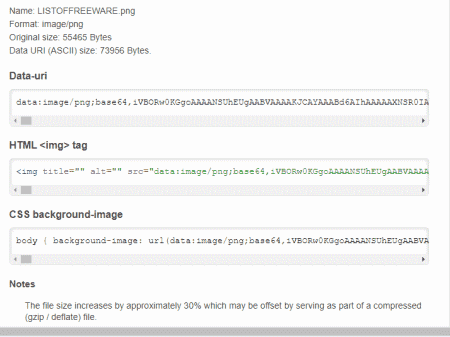 Name: LISTOFFREEWARE.png
Format: image/png
Original size: 55465 Bytes
Data URI (ASCII) size: 73956 Bytes.
Data-uri
data:image/png;base64,iVBORw0KGgoAAAANSUhEUgAABVAAAAKJCAYAAABd6AIhAAAAAXNSR0IA
HTML <img> tag
<img title="" alt="" src="data:image/png;base64,iVBORw0KGgoAAAANSUhEUgAABVAAAA
CSS background-image
body { background-image: url(data:image/png;base64,iVBORw0KGgoAAAANSUhEUgAABVA
Notes
The file size increases by approximately 30% which may be offset by serving as part of a compressed
(gzip / deflate) file.